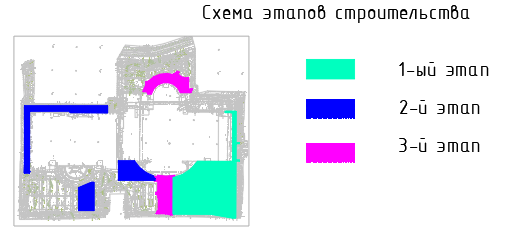 Схема этапов строительства
1-ый этап
2-й этап
3-й этап